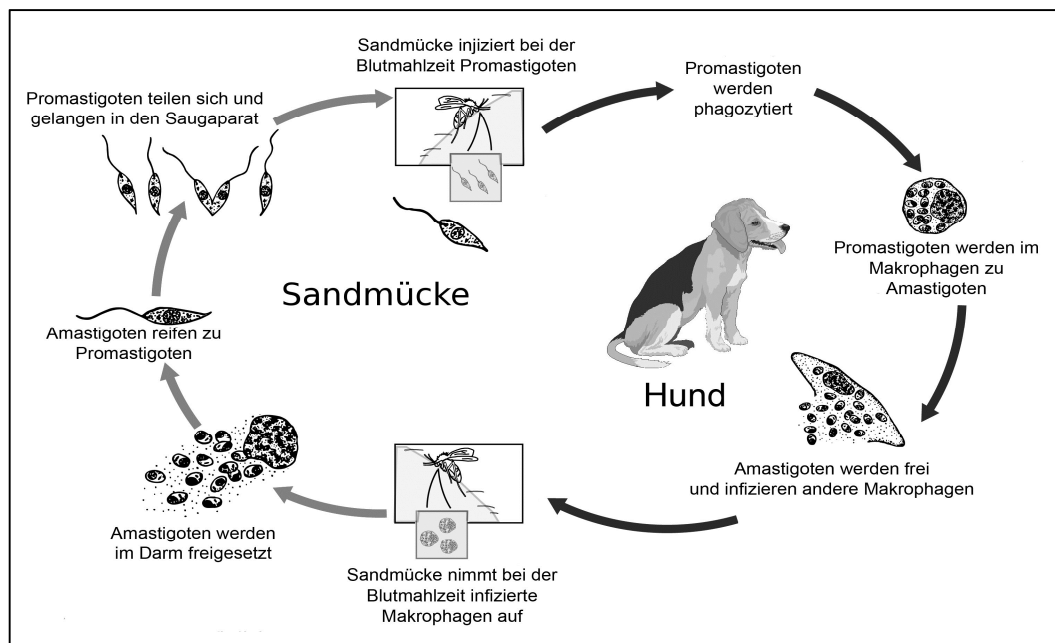 Sandmücke injiziert bei der
Blutmahlzeit Promastigoten
Promastigoten
werden
phagozytiert
Promastigoten werden im
Makrophagen zu
Amastigoten
Amastigoten werden frei
und infizieren andere Makrophagen
Sandmücke nimmt bei der
Blutmahlzeit infizierte
Makrophagen auf
Amastigoten werden
im Darm freigesetzt
Amastigoten reifen zu
Promastigoten
Promastigoten teilen sich und
gelangen in den Saugaparat
Sandmücke
Hund